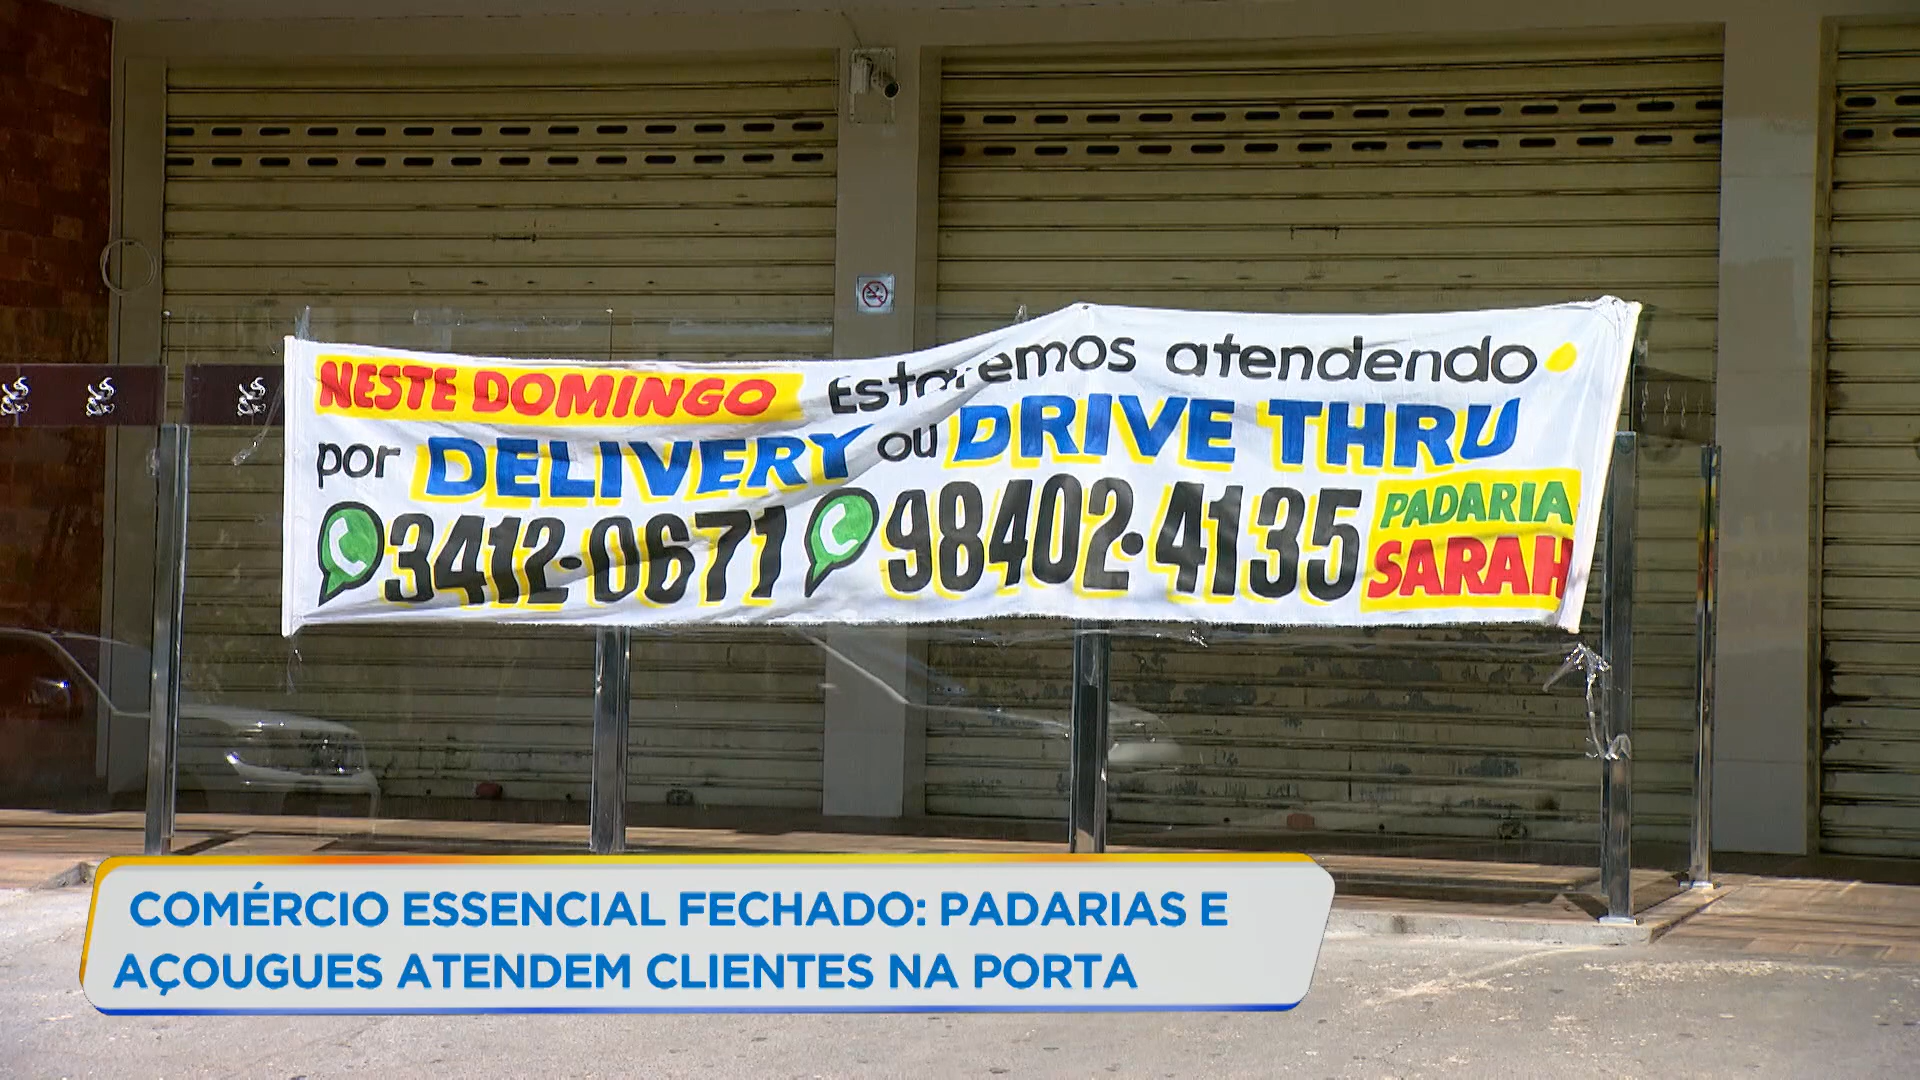 NESTE DOMINGO Estaremos atendendo
por DELIVERY ou DRIVE THRU
3412-0671 98402-4135
PADARIA
SARAH
COMÉRCIO ESSENCIAL FECHADO: PADARIAS E
AÇOUGUES ATENDEM CLIENTES NA PORTA